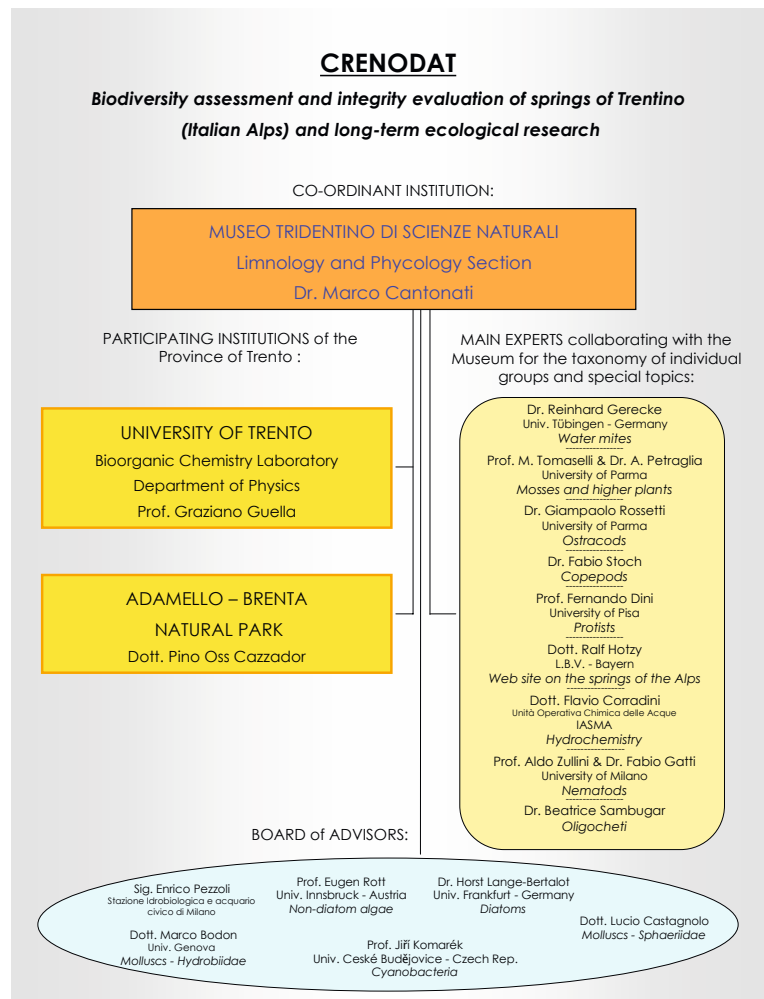 CRENODAT
Biodiversity assessment and integrity evaluation of springs of Trentino
(Italian Alps) and long-term ecological research
CO-ORDINANT INSTITUTION:
MUSEO TRIDENTINO DI SCIENZE NATURALI
Limnology and Phycology Section
Dr. Marco Cantonati
PARTICIPATING INSTITUTIONS of the
Province of Trento :
UNIVERSITY OF TRENTO
Bioorganic Chemistry Laboratory
Department of Physics
Prof. Graziano Guella
ADAMELLO – BRENTA
NATURAL PARK
Dott. Pino Oss Cazzador
MAIN EXPERTS collaborating with the
Museum for the taxonomy of individual
groups and special topics:
Dr. Reinhard Gerecke
Univ. Tübingen - Germany
Water mites
-----------------
Prof. M. Tomaselli & Dr. A. Petraglia
University of Parma
Mosses and higher plants
-----------------
Dr. Giampaolo Rossetti
University of Parma
Ostracods
-----------------
Dr. Fabio Stoch
Copepods
-----------------
Prof. Fernando Dini
University of Pisa
Protists
-----------------
Dott. Ralf Hotzy
L.B.V. - Bayern
Web site on the springs of the Alps
-----------------
Dott. Flavio Corradini
Unità Operativa Chimica delle Acque
IASMA
Hydrochemistry
-----------------
Prof. Aldo Zullini & Dr. Fabio Gatti
University of Milano
Nematods
-----------------
Dr. Beatrice Sambugar
Oligocheti
BOARD of ADVISORS:
Sig. Enrico Pezzoli
Stazione Idrobiologica e acquario
civico di Milano
Dott. Marco Bodon
Univ. Genova
Molluscs - Hydrobiidae
Prof. Eugen Rott
Univ. Innsbruck - Austria
Non-diatom algae
Dr. Horst Lange-Bertalot
Univ. Frankfurt - Germany
Diatoms
Prof. Jiří Komarék
Univ. Ceské Budějovice - Czech Rep.
Cyanobacteria
Dott. Lucio Castagnolo
Molluscs - Sphaeriidae